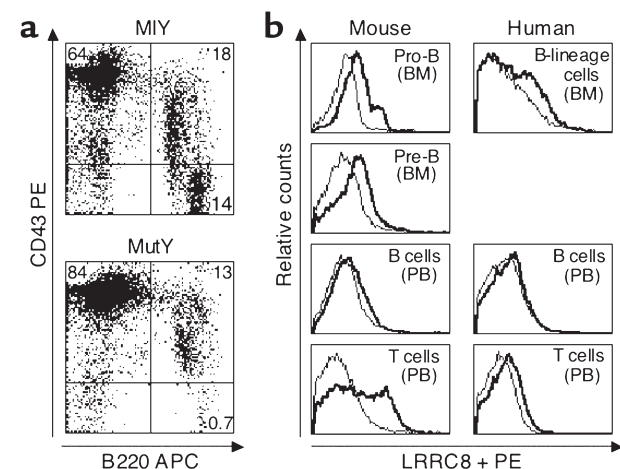 a
MIY
64
18
14
CD43 PE
MutY
84
13
0.7
B220 APC
b
Mouse
Human
Relative counts
Pro-B
(BM)
B-lineage
cells
(BM)
Pre-B
(BM)
B cells
(PB)
B cells
(PB)
T cells
(PB)
T cells
(PB)
LRRC8 + PE